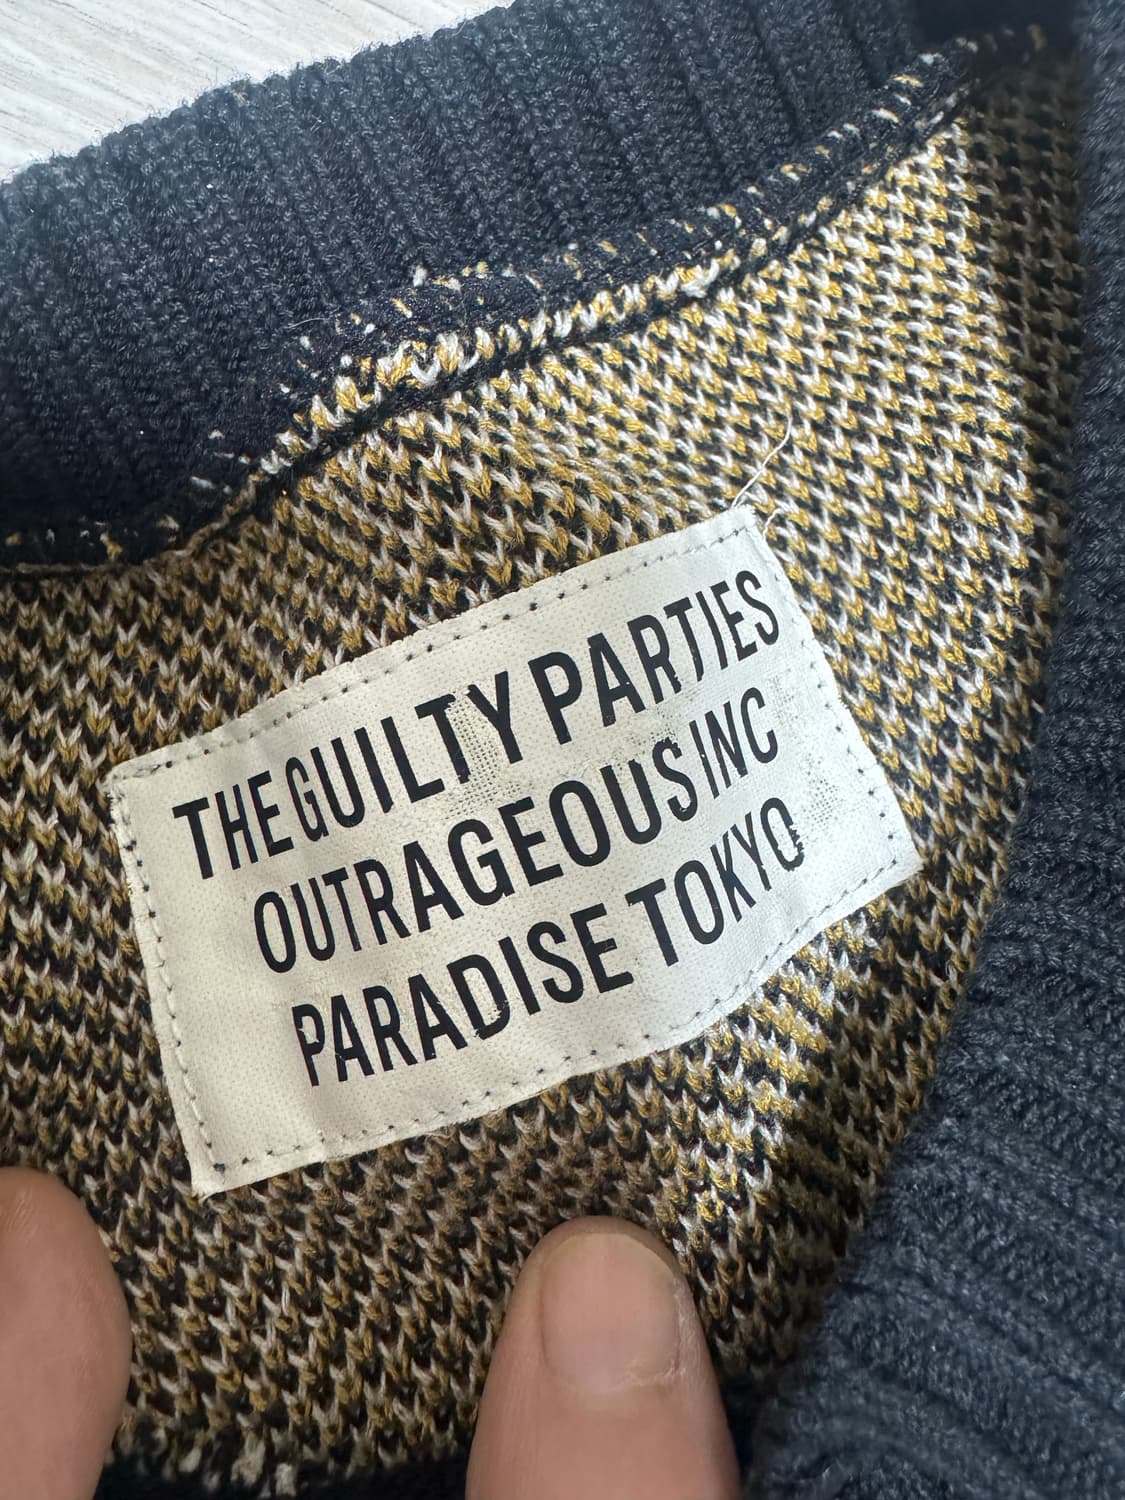 THE GUILTY PARTIES
OUTRAGEOUS INC
PARADISE TOKYO